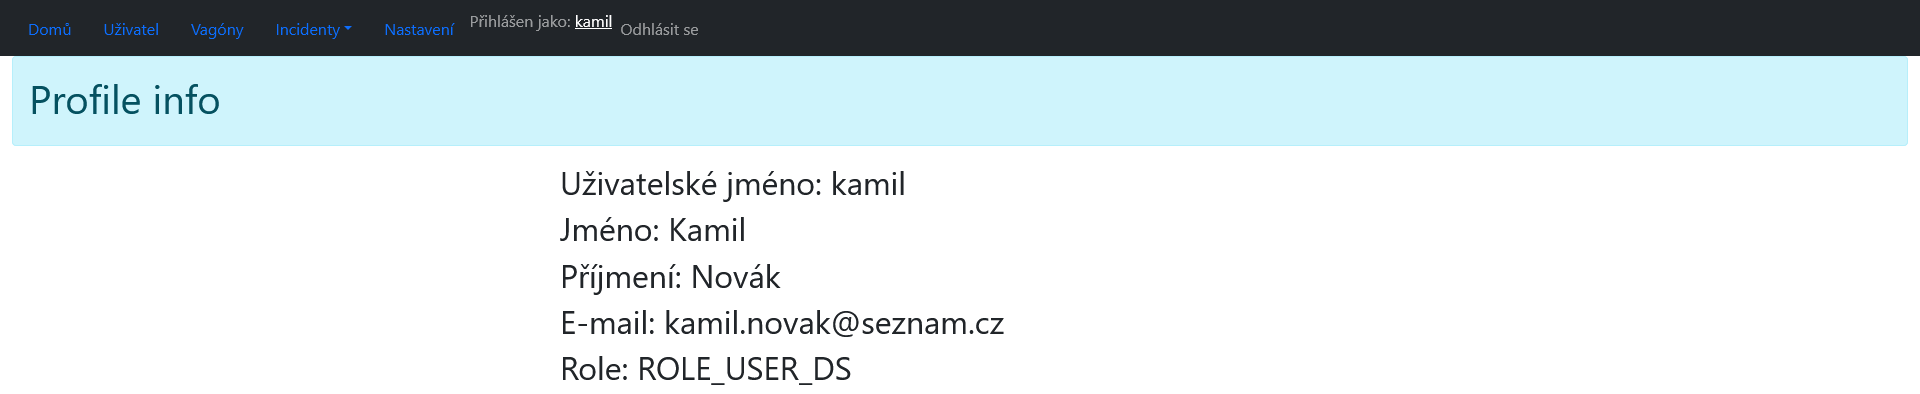 Domů Uživatel Vagóny Incidenty Nastavení Přihlášen jako: kamil Odhlásit se
Profile info
Uživatelské jméno: kamil
Jméno: Kamil
Příjmení: Novák
E-mail: kamil.novak@seznam.cz
Role: ROLE_USER_DS